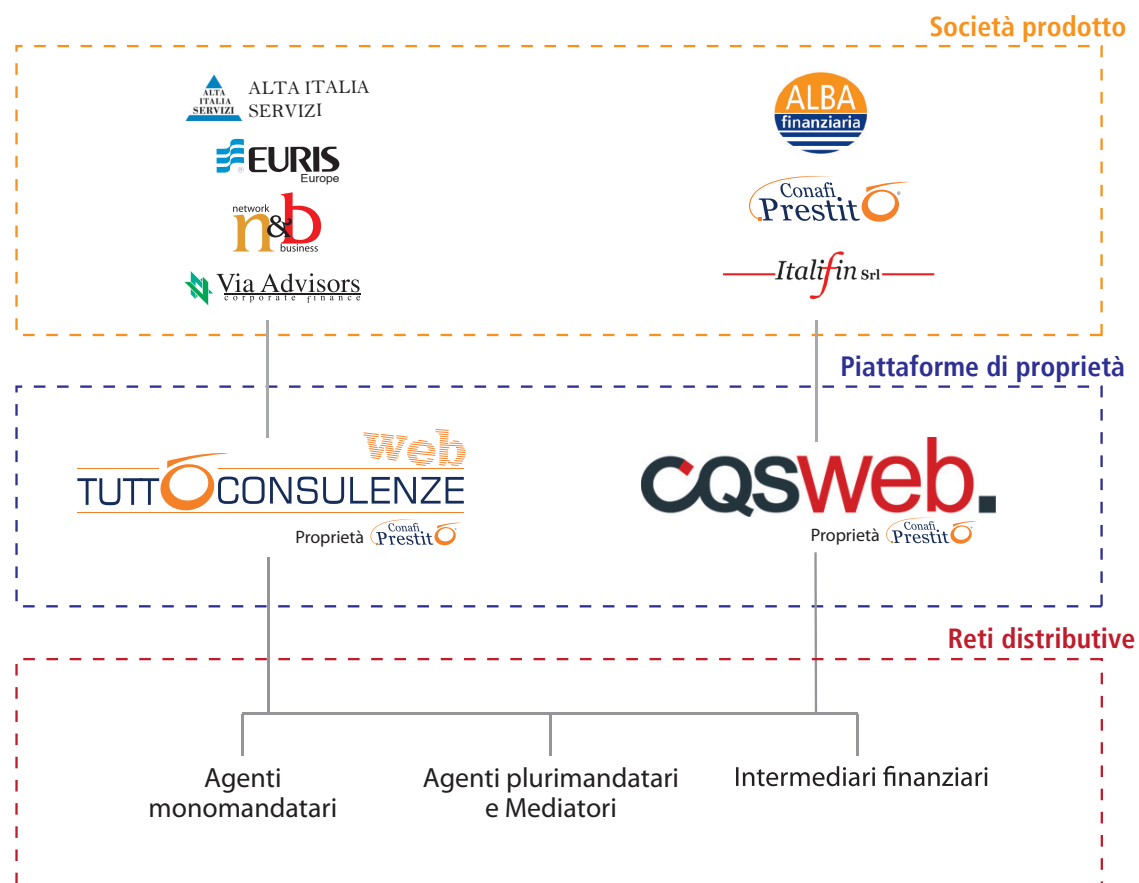 Società prodotto
ALTA
ITALIA
SERVIZI
ALTA ITALIA
SERVIZI
EURIS
Europe
network
n&b
business
Via Advisors
corporate finance
ALBA
finanziaria
Conafi
Prestitò
Italifin Srl
Piattaforme di proprietà
web
TUTTÒCONSULENZE
Proprietà Conafi
Prestitò
cqsweb.
Proprietà Conafi
Prestitò
Reti distributive
Agenti
monomandatari
Agenti plurimandatari
e Mediatori
Intermediari finanziari